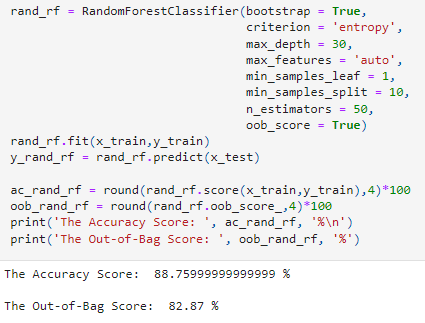 rand_rf = RandomForestClassifier(bootstrap = True,
criterion = 'entropy',
max_depth = 30,
max_features = 'auto',
min_samples_leaf = 1,
min_samples_split = 10,
n_estimators = 50,
oob_score = True)
rand_rf.fit(x_train,y_train)
y_rand_rf = rand_rf.predict(x_test)
ac_rand_rf = round(rand_rf.score(x_train,y_train),4)*100
oob_rand_rf = round(rand_rf.oob_score_,4)*100
print('The Accuracy Score: ', ac_rand_rf, '%\n')
print('The Out-of-Bag Score: ', oob_rand_rf, '%')
The Accuracy Score:  88.75999999999999 %
The Out-of-Bag Score:  82.87 %